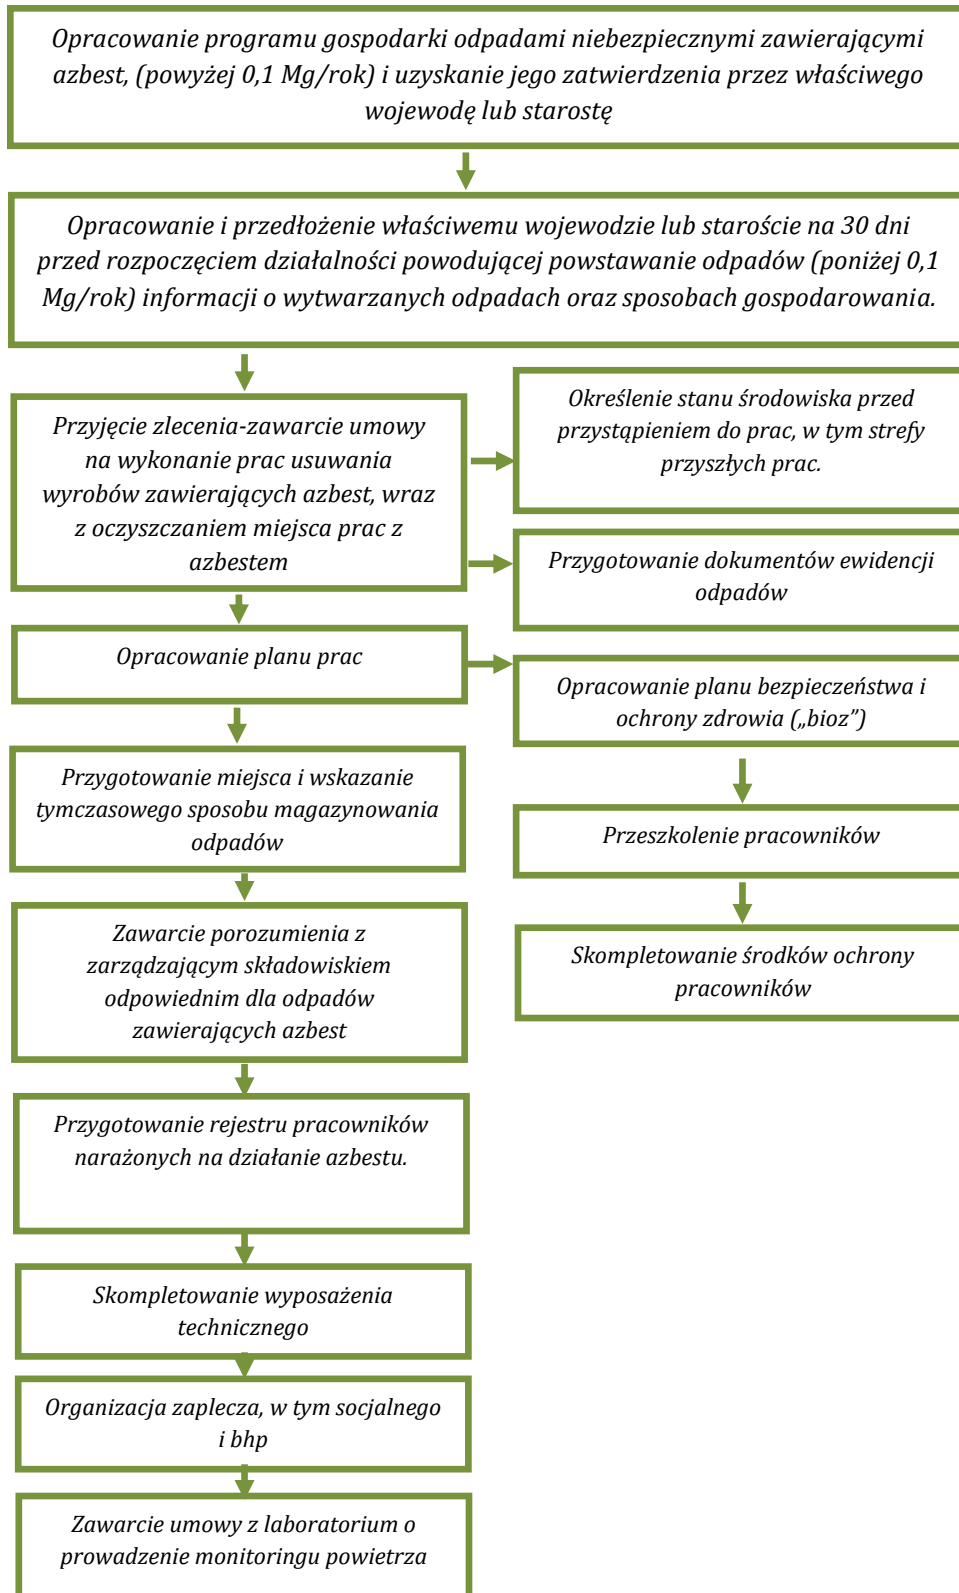 Opracowanie programu gospodarki odpadami niebezpiecznymi zawierającymi
azbest, (powyżej 0,1 Mg/rok) i uzyskanie jego zatwierdzenia przez właściwego
wojewodę lub starostę
Opracowanie i przedłożenie właściwemu wojewodzie lub staroście na 30 dni
przed rozpoczęciem działalności powodującej powstawanie odpadów (poniżej 0,1
Mg/rok) informacji o wytwarzanych odpadach oraz sposobach gospodarowania.
Przyjęcie zlecenia-zawarcie umowy
na wykonanie prac usuwania
wyrobów zawierających azbest, wraz
z oczyszczaniem miejsca prac z
azbestem
Określenie stanu środowiska przed
przystąpieniem do prac, w tym strefy
przyszłych prac.
Przygotowanie dokumentów ewidencji
odpadów
Opracowanie planu prac
Opracowanie planu bezpieczeństwa i
ochrony zdrowia („bioz”)
Przygotowanie miejsca i wskazanie
tymczasowego sposobu magazynowania
odpadów
Przeszkolenie pracowników
Zawarcie porozumienia z
zarządzającym składowiskiem
odpowiednim dla odpadów
zawierających azbest
Skompletowanie środków ochrony
pracowników
Przygotowanie rejestru pracowników
narażonych na działanie azbestu.
Skompletowanie wyposażenia
technicznego
Organizacja zaplecza, w tym socjalnego
i bhp
Zawarcie umowy z laboratorium o
prowadzenie monitoringu powietrza